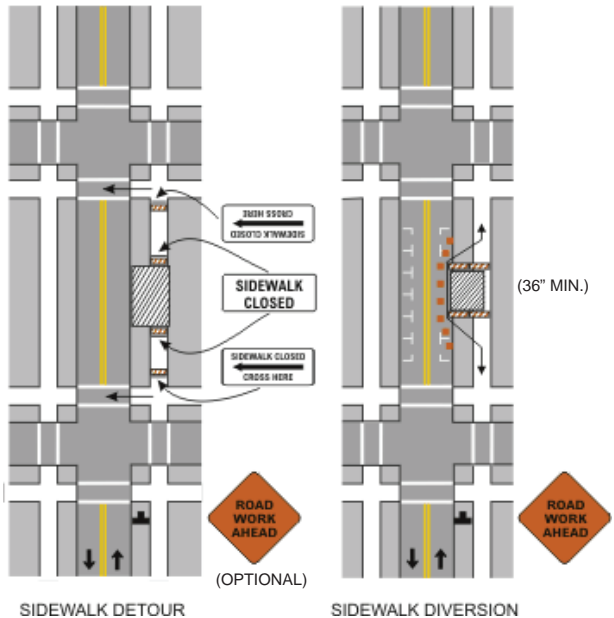 CROSS HERE
SIDEWALK CLOSED
SIDEWALK
CLOSED
SIDEWALK CLOSED
CROSS HERE
(36” MIN.)
ROAD
WORK
AHEAD
(OPTIONAL)
ROAD
WORK
AHEAD
SIDEWALK DETOUR
SIDEWALK DIVERSION